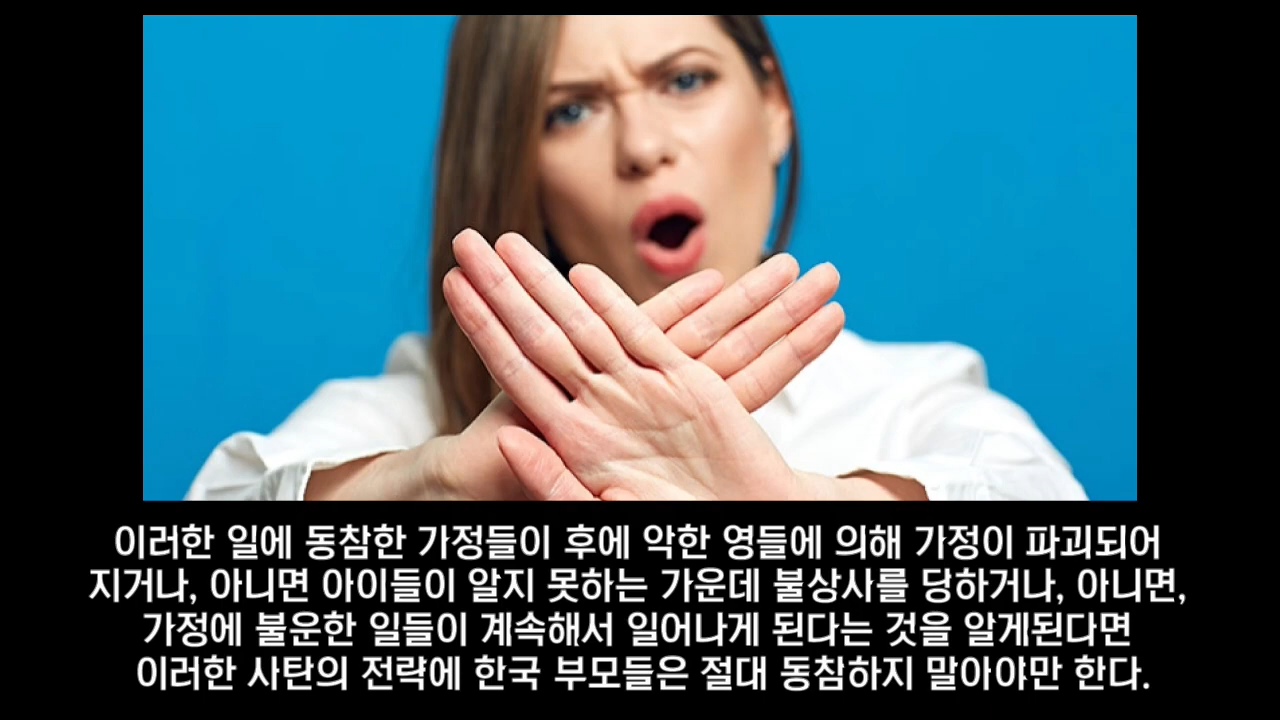 이러한 일에 동참한 가정들이 후에 악한 영들에 의해 가정이 파괴되어
지거나, 아니면 아이들이 알지 못하는 가운데 불상사를 당하거나, 아니면,
가정에 불운한 일들이 계속해서 일어나게 된다는 것을 알게된다면
이러한 사탄의 전략에 한국 부모들은 절대 동참하지 말아야만 한다.